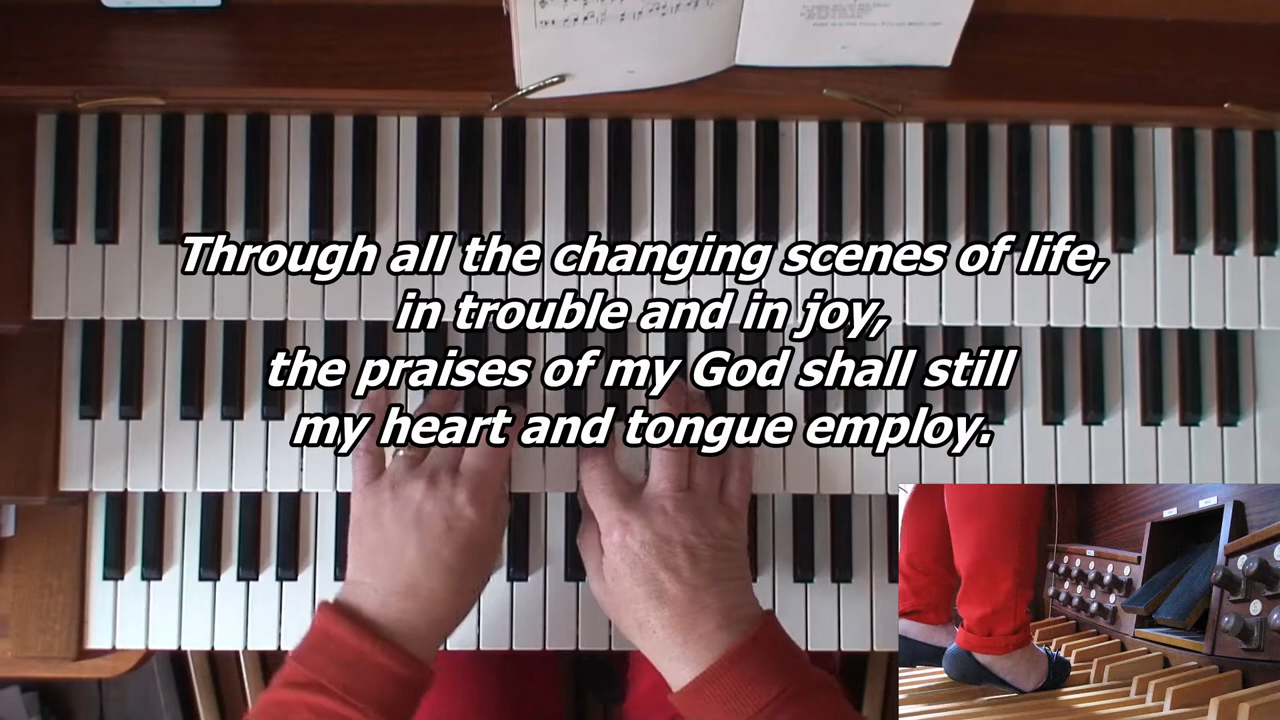 Through all the changing scenes of life,
in trouble and in joy,
the praises of my God shall still
my heart and tongue employ.